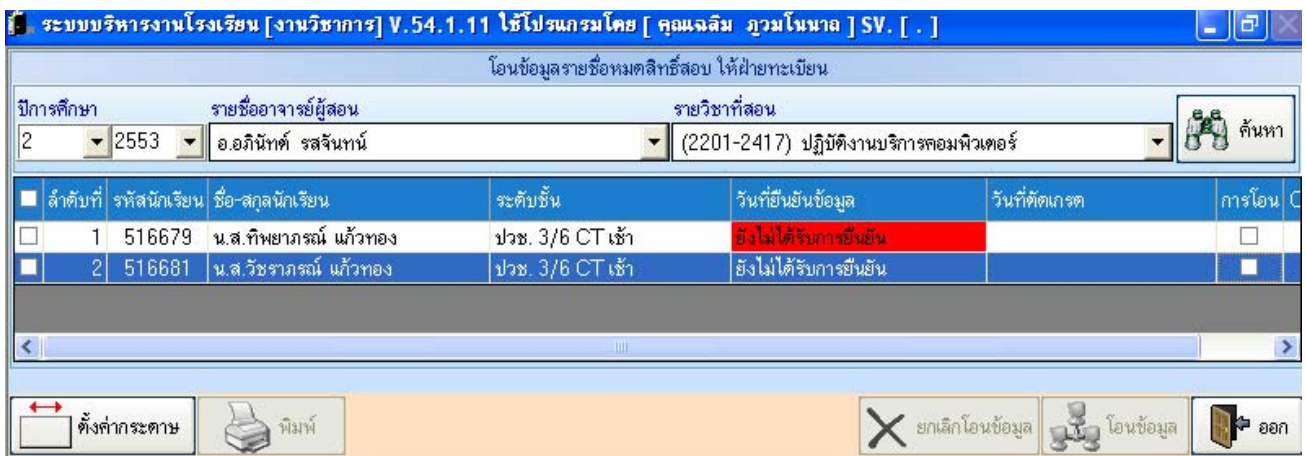 ระบบบริหารงานโรงเรียน [งานวิชาการ] V.54.1.11 ใช้โปรแกรมโดย [ คุณเฉลิม ภูวมโนนาถ ] SV. [ . ]
โอนข้อมูลรายชื่อหมดสิทธิ์สอบ ให้ฝ่ายทะเบียน
ปีการศึกษา รายชื่ออาจารย์ผู้สอน รายวิชาที่สอน
2 2553 อ.อภินัทต์ รสจันทน์ (2201-2417) ปฏิบัติงานบริการคอมพิวเตอร์ ค้นหา
ลำดับที่ รหัสนักเรียน ชื่อ-สกุลนักเรียน ระดับชั้น วันที่ยืนยันข้อมูล วันที่ตัดเกรด การโอน
1 516679 น.ส.ทิพยาภรณ์ แก้วทอง ปวช. 3/6 CT เช้า ยังไม่ได้รับการยืนยัน
2 516681 น.ส.วัชราภรณ์ แก้วทอง ปวช. 3/6 CT เช้า ยังไม่ได้รับการยืนยัน
ตั้งค่ากระดาษ พิมพ์ ยกเลิกโอนข้อมูล โอนข้อมูล ออก